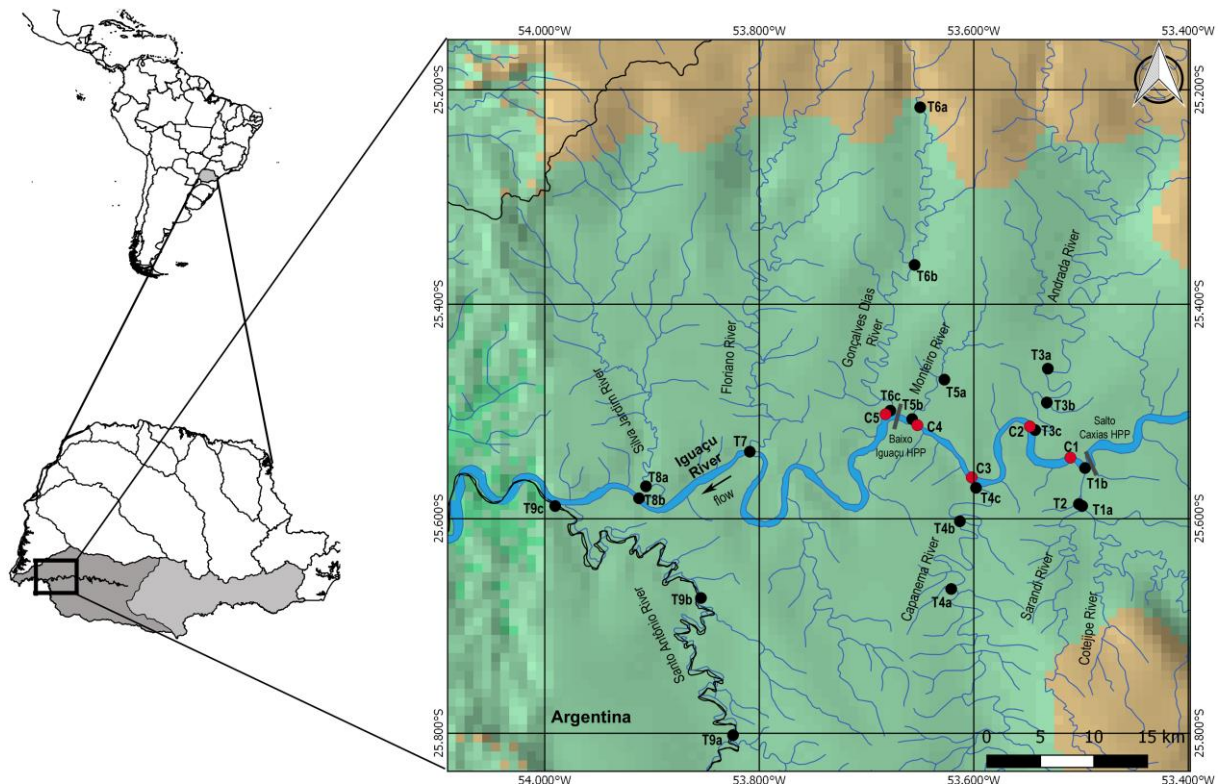 54.000°W 53.800°W 53.600°W 53.400°W
25.200°S
25.200°S
T6a
T6b
Andrada River
25.400°S
25.400°S
Gonçalves Dias
River
Floriano River
Monteiro River
Silva Jardim River
T3a
T5a
T3b
T6c
T5b
C5
C4
C2
T3c
Salto
Caxias HPP
C1
Baixo
Iguaçu HPP
T7
Iguaçu
River
flow
T1b
C3
T8a
T8b
T4c
T9c
T2
T1a
25.600°S
25.600°S
T4b
Capanema River
Sarandi River
Cotejipe River
T4a
T9b
Santo Antônio River
Argentina
T9a
25.800°S
25.800°S
0 5 10 15 km
54.000°W 53.800°W 53.600°W 53.400°W